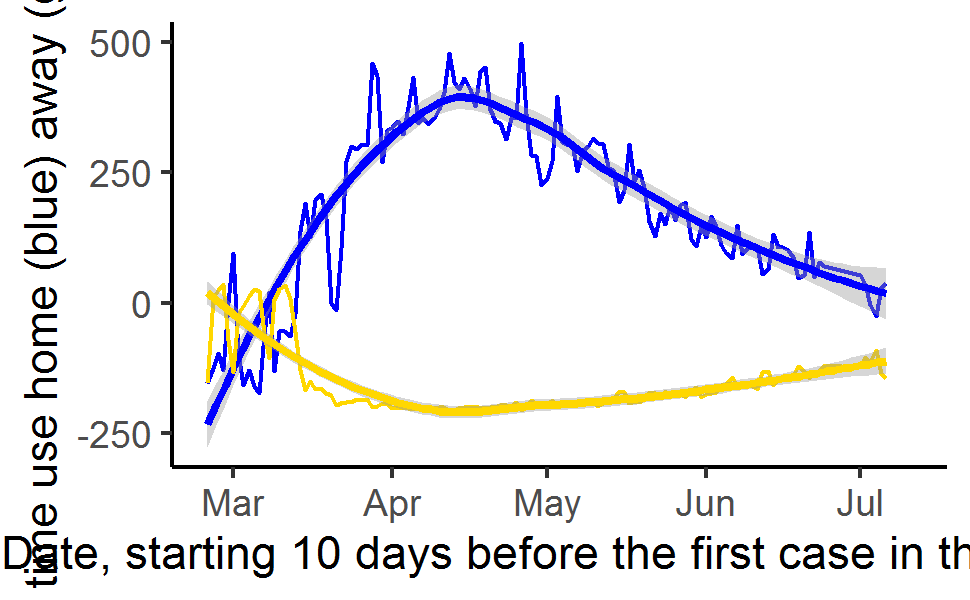 time use home (blue) away (
500
250
0
-250
Mar Apr May Jun Jul
Date, starting 10 days before the first case in th